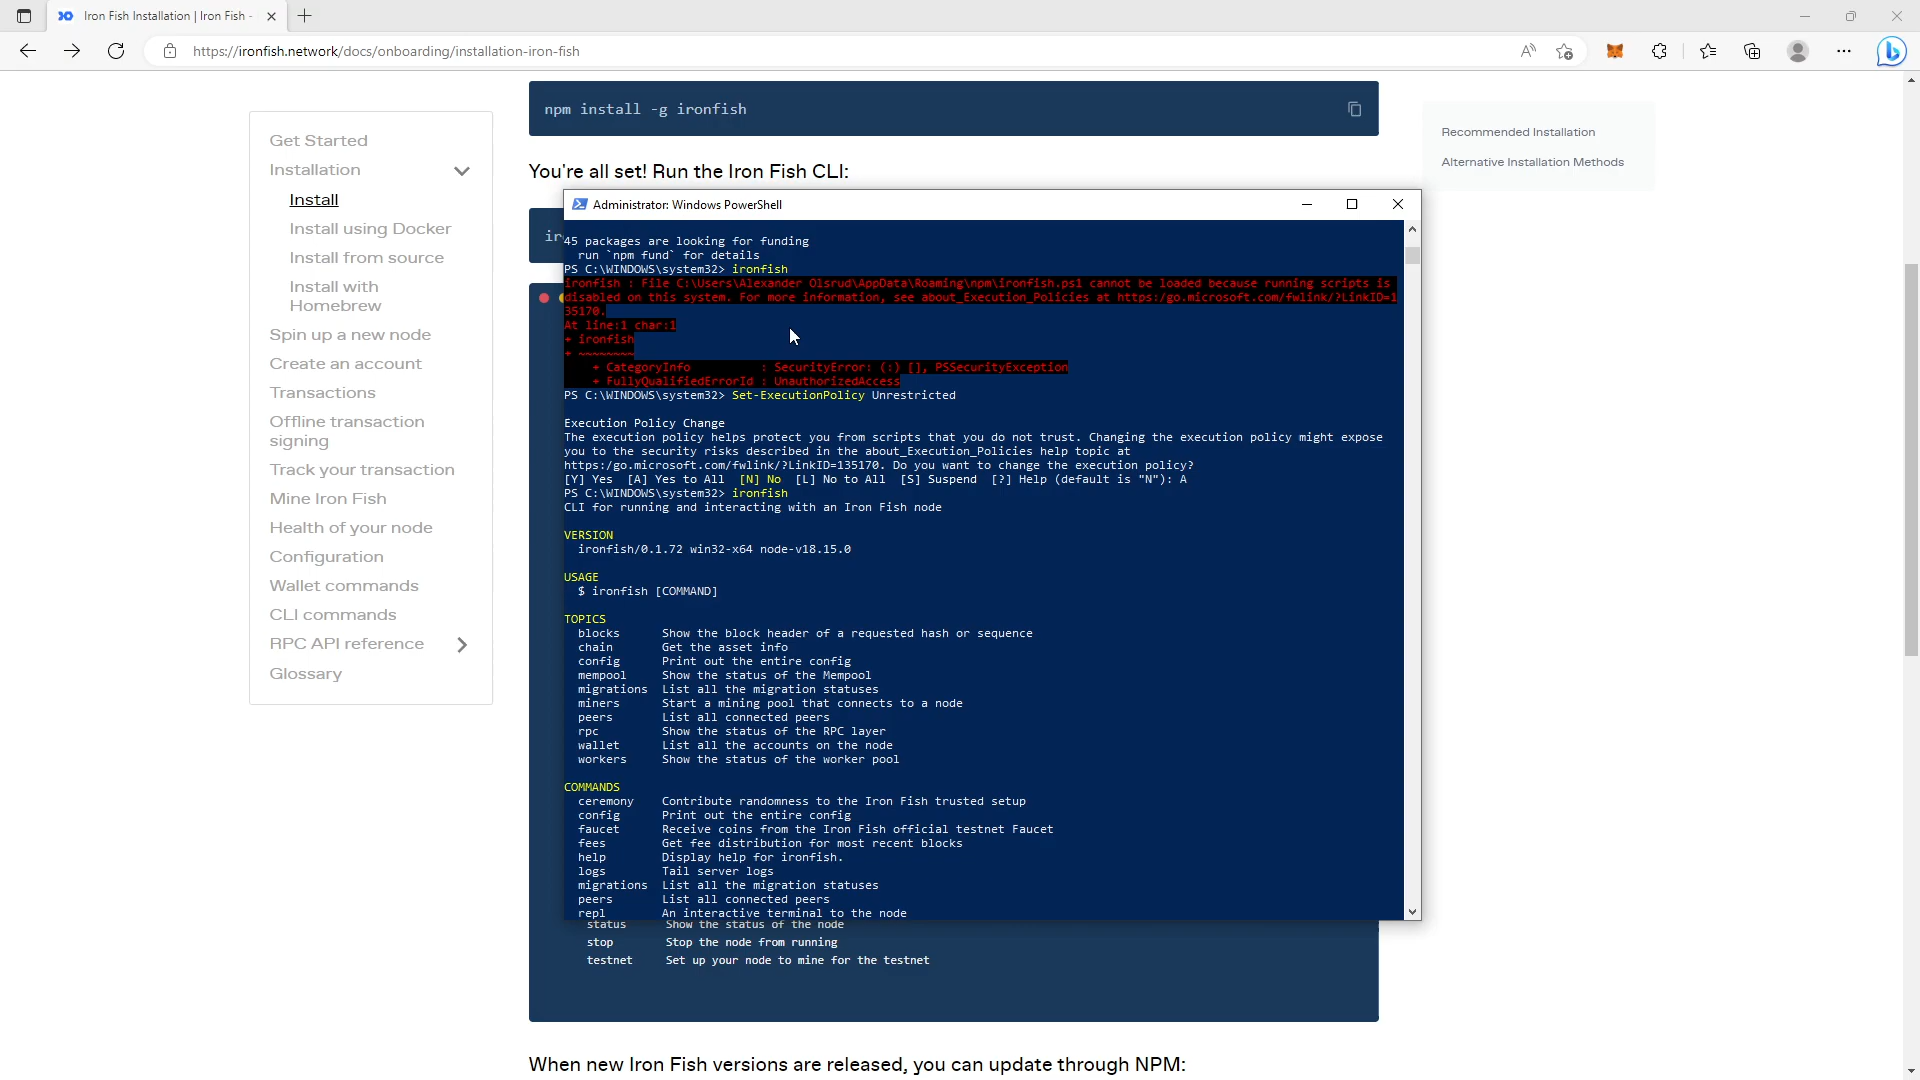 Iron Fish Installation | Iron Fish -
https://ironfish.network/docs/onboarding/installation-iron-fish
npm install -g ironfish
You're all set! Run the Iron Fish CLI:
Get Started
Installation
Install
Install using Docker
Install from source
Install with
Homebrew
Spin up a new node
Create an account
Transactions
Offline transaction
signing
Track your transaction
Mine Iron Fish
Health of your node
Configuration
Wallet commands
CLI commands
RPC API reference
Glossary
Recommended Installation
Alternative Installation Methods
Administrator: Windows PowerShell
45 packages are looking for funding
run `npm fund` for details
PS C:\WINDOWS\system32> ironfish
ironfish : File C:\Users\Alexander Olsrud\AppData\Roaming\npm\ironfish.ps1 cannot be loaded because running scripts is
disabled on this system. For more information, see about_Execution_Policies at https:/go.microsoft.com/fwlink/?LinkID=1
35170.
At line:1 char:1
+ ironfish
+ ~~~~~~~~
+ CategoryInfo : SecurityError: (:) [], PSSecurityException
+ FullyQualifiedErrorId : UnauthorizedAccess
PS C:\WINDOWS\system32> Set-ExecutionPolicy Unrestricted
Execution Policy Change
The execution policy helps protect you from scripts that you do not trust. Changing the execution policy might expose
you to the security risks described in the about_Execution_Policies help topic at
https:/go.microsoft.com/fwlink/?LinkID=135170. Do you want to change the execution policy?
[Y] Yes [A] Yes to All [N] No [L] No to All [S] Suspend [?] Help (default is "N"): A
PS C:\WINDOWS\system32> ironfish
CLI for running and interacting with an Iron Fish node
VERSION
ironfish/0.1.72 win32-x64 node-v18.15.0
USAGE
$ ironfish [COMMAND]
TOPICS
blocks Show the block header of a requested hash or sequence
chain Get the asset info
config Print out the entire config
mempool Show the status of the Mempool
migrations List all the migration statuses
miners Start a mining pool that connects to a node
peers List all connected peers
rpc Show the status of the RPC layer
wallet List all the accounts on the node
workers Show the status of the worker pool
COMMANDS
ceremony Contribute randomness to the Iron Fish trusted setup
config Print out the entire config
faucet Receive coins from the Iron Fish official testnet Faucet
fees Get fee distribution for most recent blocks
help Display help for ironfish.
logs Tail server logs
migrations List all the migration statuses
peers List all connected peers
repl An interactive terminal to the node
status Show the status of the node
stop Stop the node from running
testnet Set up your node to mine for the testnet
When new Iron Fish versions are released, you can update through NPM: